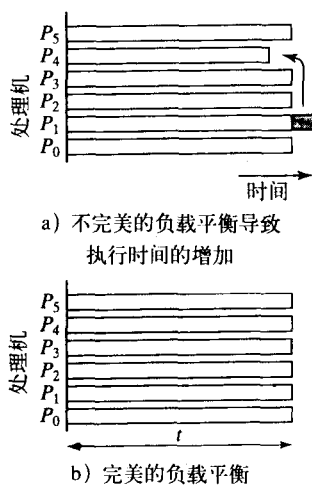 处理机
P5
P4
P3
P2
P1
P0
时间
a) 不完美的负载平衡导致
执行时间的增加
处理机
P5
P4
P3
P2
P1
P0
t
b) 完美的负载平衡